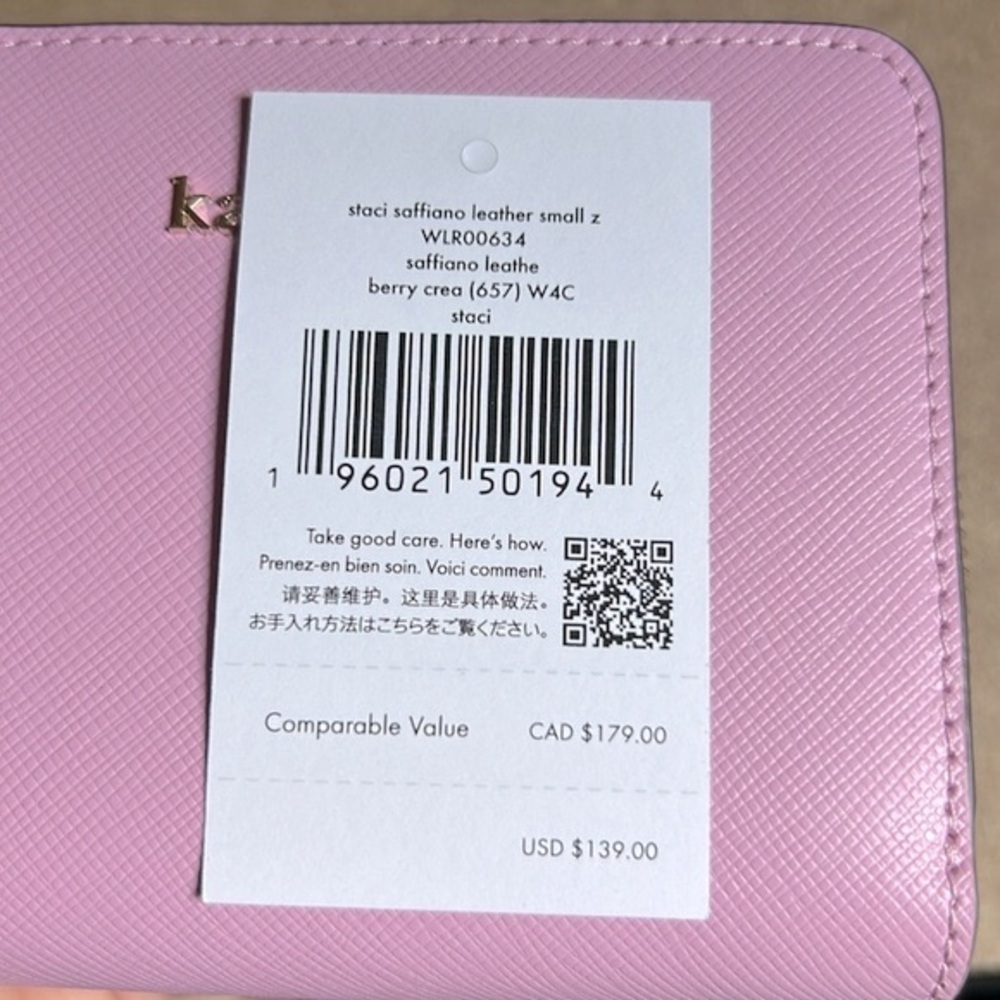 ka
staci saffiano leather small z
WLR00634
saffiano leathe
berry crea (657) W4C
staci
1 96021 50194 4
Take good care. Here's how.
Prenez-en bien soin. Voici comment.
请妥善维护。这里是具体做法。
お手入れ方法はこちらをご覧ください。
Comparable Value CAD $179.00
USD $139.00